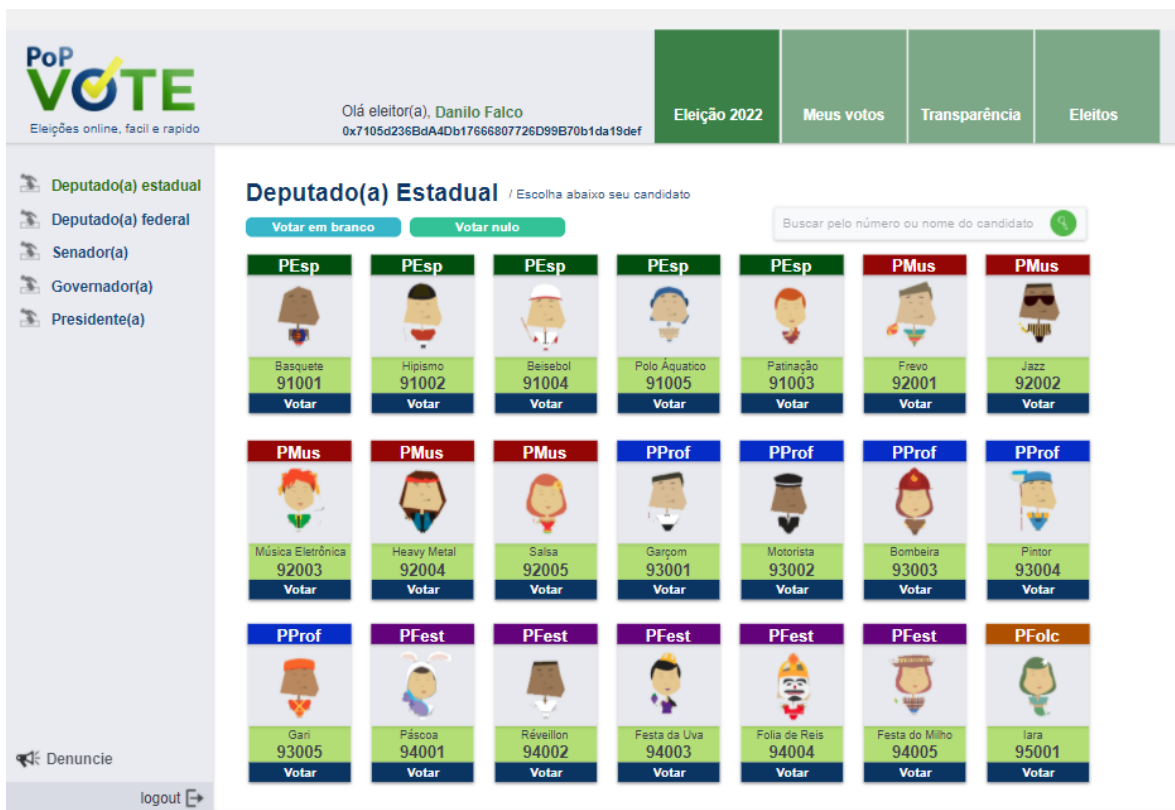 PoP
VOTE
Eleições online, facil e rapido
Olá eleitor(a), Danilo Falco
0x7105d236BdA4Db17666807726D99B70b1da19def
Eleição 2022
Meus votos
Transparência
Eleitos
Deputado(a) estadual
Deputado(a) federal
Senador(a)
Governador(a)
Presidente(a)
Denuncie
logout
Deputado(a) Estadual / Escolha abaixo seu candidato
Votar em branco
Votar nulo
Buscar pelo número ou nome do candidato
PEsp PEsp PEsp PEsp PEsp PMus PMus
Basquete Hipismo Beisebol Polo Áquatico Patinação Frevo Jazz
91001 91002 91004 91005 91003 92001 92002
Votar Votar Votar Votar Votar Votar Votar
PMus PMus PMus PProf PProf PProf PProf
Música Eletrônica Heavy Metal Salsa Garçom Motorista Bombeira Pintor
92003 92004 92005 93001 93002 93003 93004
Votar Votar Votar Votar Votar Votar Votar
PProf PFest PFest PFest PFest PFest PFolc
Gari Páscoa Réveillon Festa da Uva Folia de Reis Festa do Milho Iara
93005 94001 94002 94003 94004 94005 95001
Votar Votar Votar Votar Votar Votar Votar